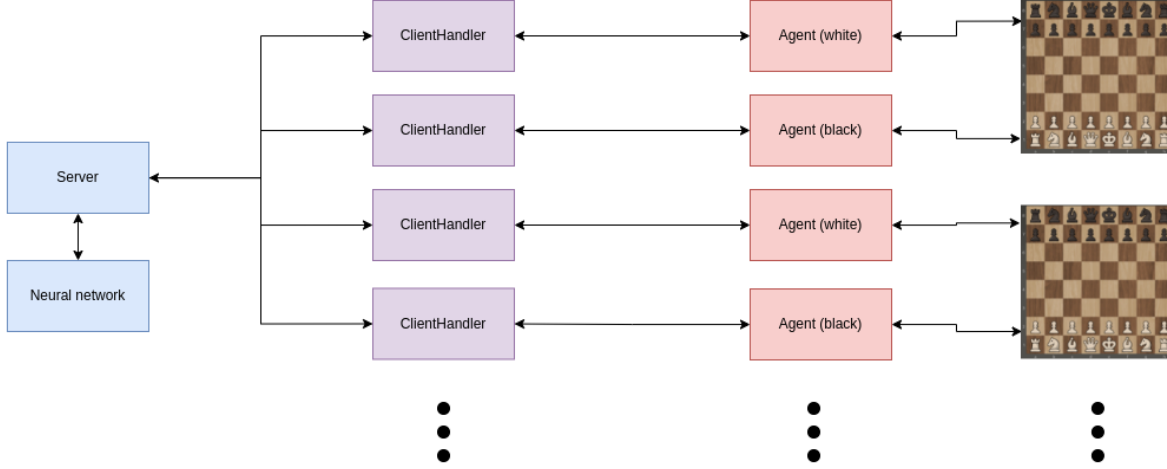 ClientHandler
Agent (white)
ClientHandler
Agent (black)
Server
ClientHandler
Agent (white)
Neural network
ClientHandler
Agent (black)